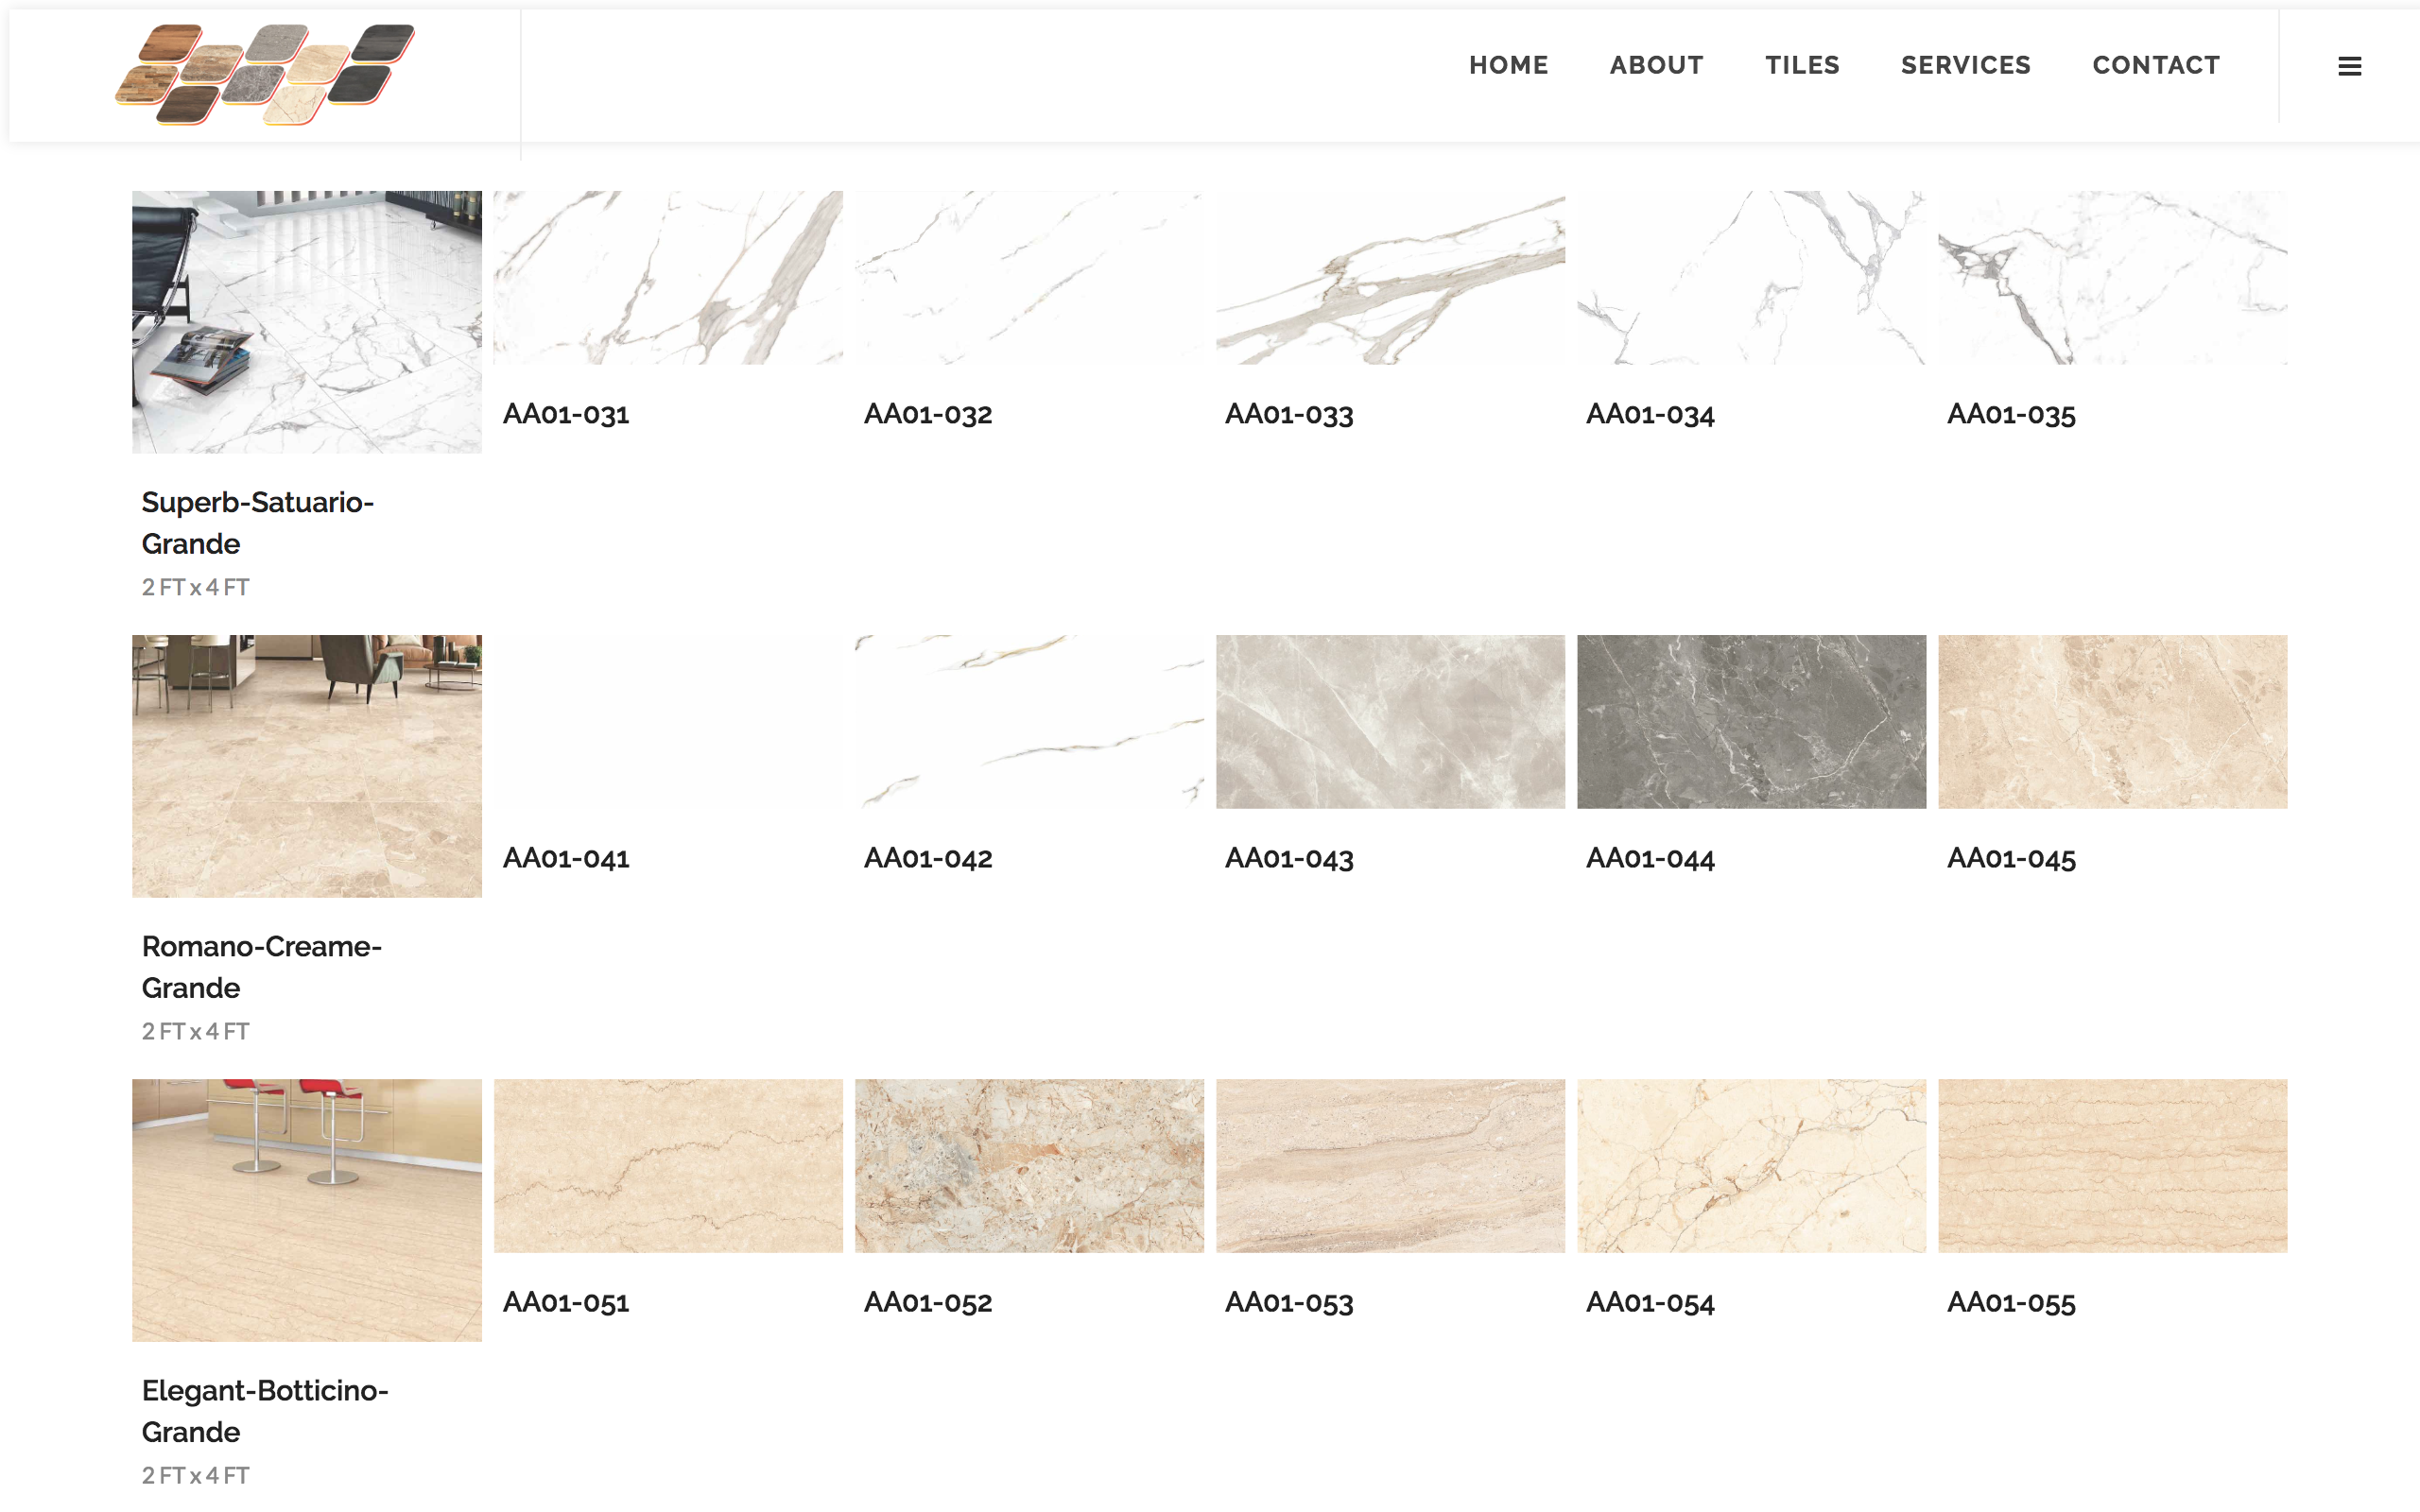 HOME ABOUT TILES SERVICES CONTACT
AA01-031 AA01-032 AA01-033 AA01-034 AA01-035
Superb-Satuario-
Grande
2 FT x 4 FT
AA01-041 AA01-042 AA01-043 AA01-044 AA01-045
Romano-Creame-
Grande
2 FT x 4 FT
AA01-051 AA01-052 AA01-053 AA01-054 AA01-055
Elegant-Botticino-
Grande
2 FT x 4 FT